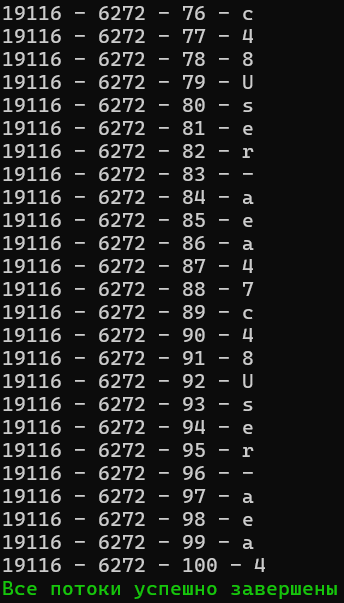 19116 - 6272 - 76 - c
19116 - 6272 - 77 - 4
19116 - 6272 - 78 - 8
19116 - 6272 - 79 - U
19116 - 6272 - 80 - s
19116 - 6272 - 81 - e
19116 - 6272 - 82 - r
19116 - 6272 - 83 - -
19116 - 6272 - 84 - a
19116 - 6272 - 85 - e
19116 - 6272 - 86 - a
19116 - 6272 - 87 - 4
19116 - 6272 - 88 - 7
19116 - 6272 - 89 - c
19116 - 6272 - 90 - 4
19116 - 6272 - 91 - 8
19116 - 6272 - 92 - U
19116 - 6272 - 93 - s
19116 - 6272 - 94 - e
19116 - 6272 - 95 - r
19116 - 6272 - 96 - -
19116 - 6272 - 97 - a
19116 - 6272 - 98 - e
19116 - 6272 - 99 - a
19116 - 6272 - 100 - 4
Все потоки успешно завершены